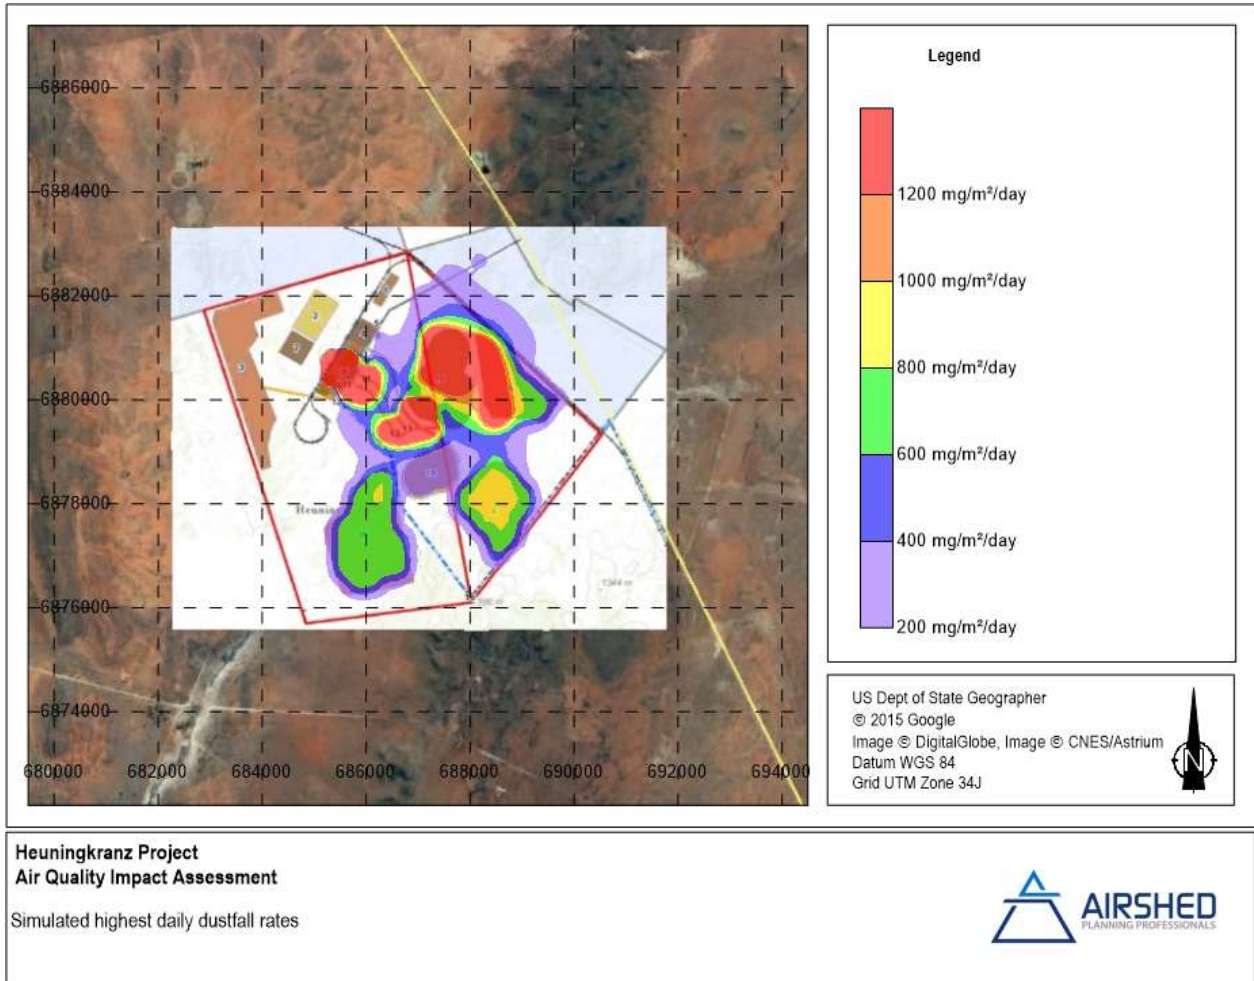 6886000
6884000
6882000
6880000
6878000
6876000
6874000
680000 682000 684000 686000 688000 690000 692000 694000
Legend
1200 mg/m²/day
1000 mg/m²/day
800 mg/m²/day
600 mg/m²/day
400 mg/m²/day
200 mg/m²/day
US Dept of State Geographer
© 2015 Google
Image © DigitalGlobe, Image © CNES/Astrium
Datum WGS 84
Grid UTM Zone 34J
N
Heuningkranz Project
Air Quality Impact Assessment
Simulated highest daily dustfall rates
AIRSHED
PLANNING PROFESSIONALS